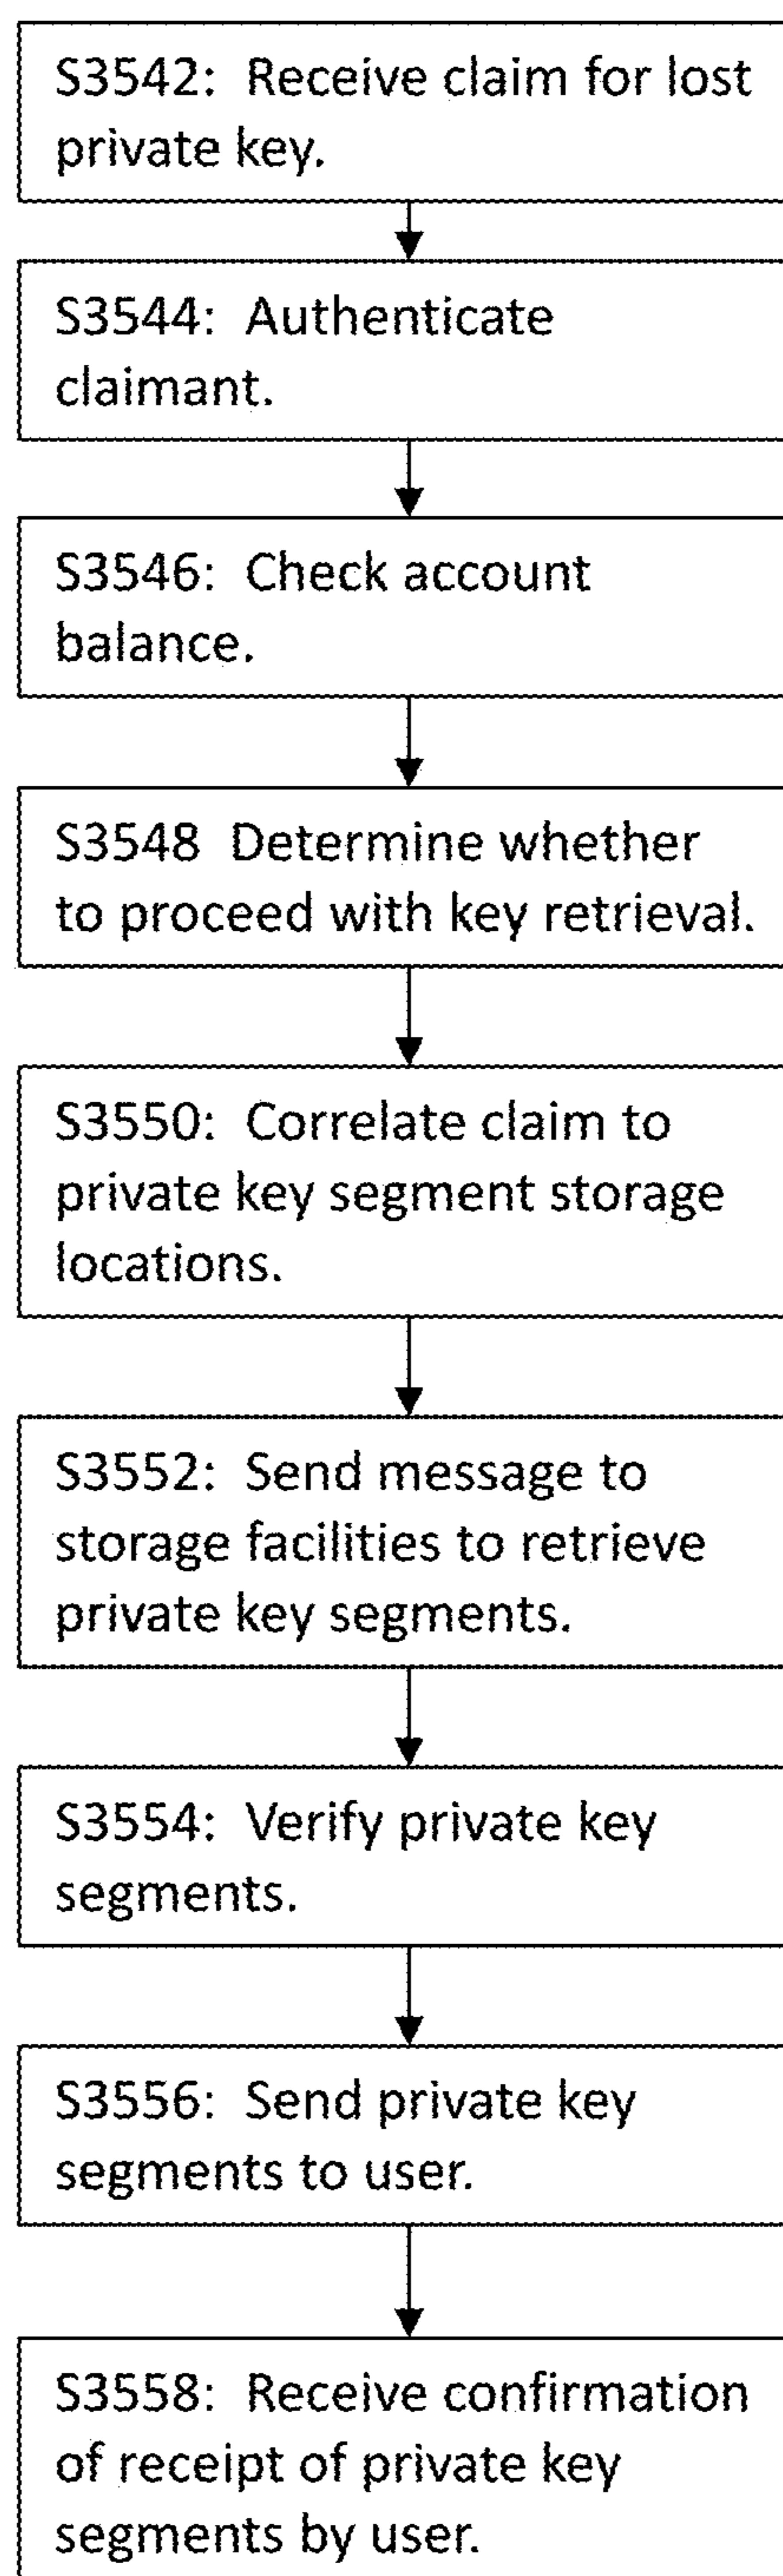 S3542: Receive claim for lost
private key.
S3544: Authenticate
claimant.
S3546: Check account
balance.
S3548 Determine whether
to proceed with key retrieval.
S3550: Correlate claim to
private key segment storage
locations.
S3552: Send message to
storage facilities to retrieve
private key segments.
S3554: Verify private key
segments.
S3556: Send private key
segments to user.
S3558: Receive confirmation
of receipt of private key
segments by user.